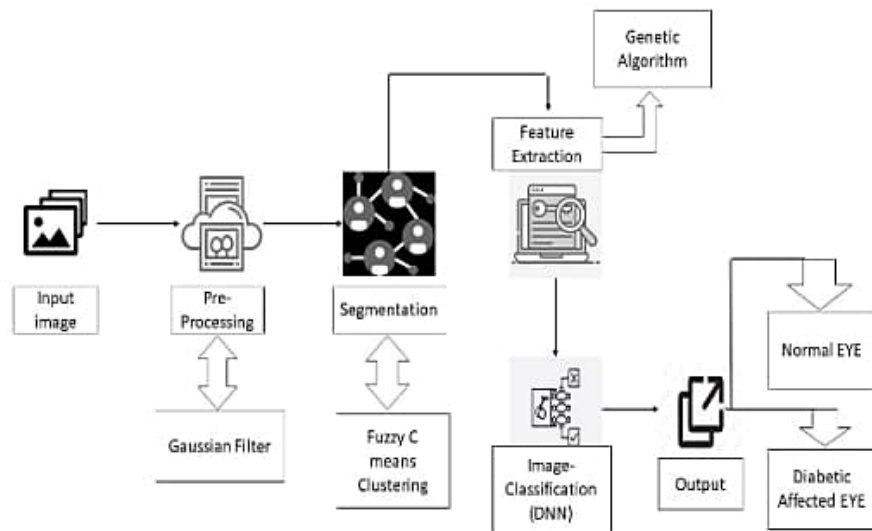 Genetic
Algorithm
Feature
Extraction
Input
image
Pre-
Processing
Segmentation
Normal EYE
Gaussian Filter
Fuzzy C
means
Clustering
Image-
Classification
(DNN)
Output
Diabetic
Affected EYE